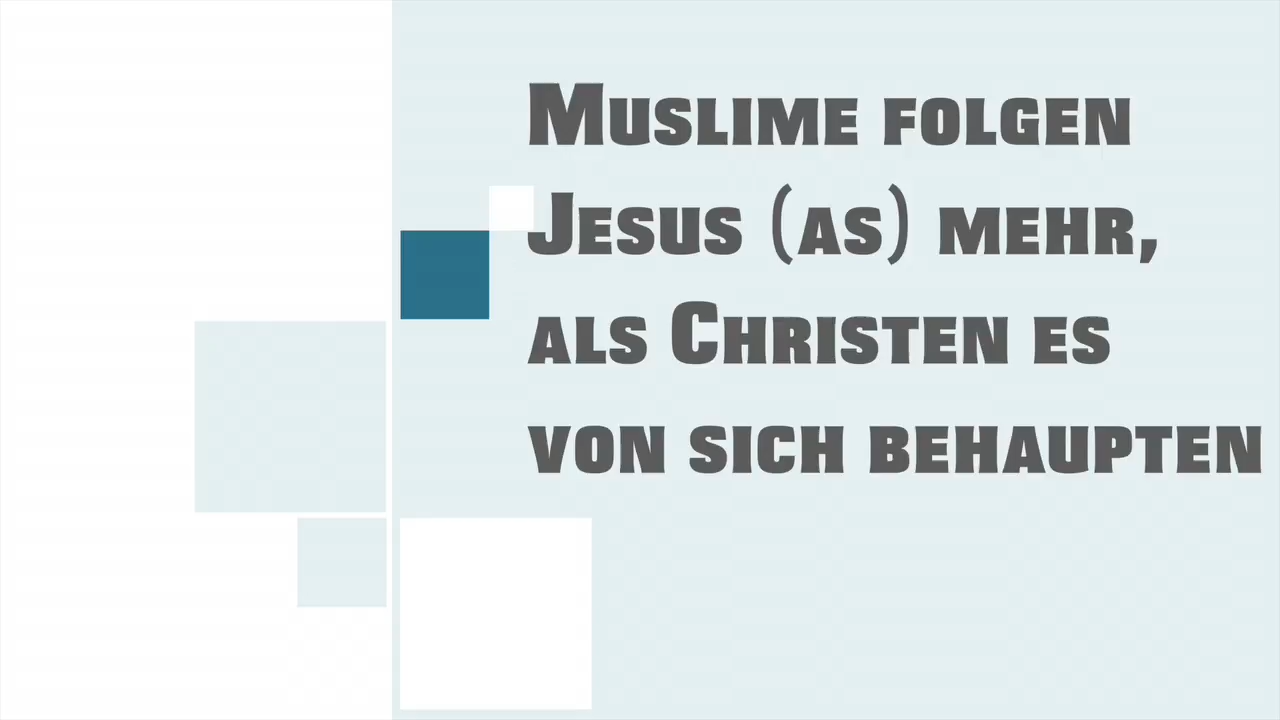 Muslime folgen
Jesus (as) mehr,
als Christen es
von sich behaupten